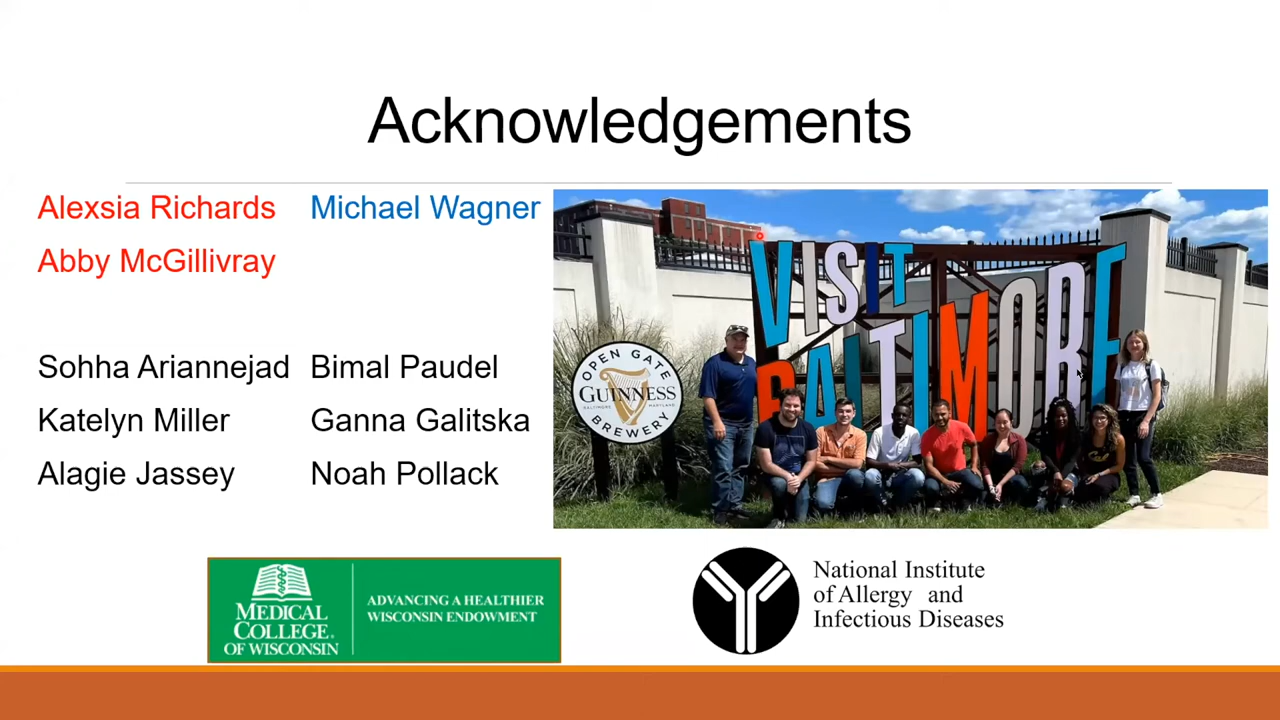 Acknowledgements
Alexsia Richards
Michael Wagner
Abby McGillivray
Sohha Ariannejad
Bimal Paudel
Katelyn Miller
Ganna Galitska
Alagie Jassey
Noah Pollack
VISIT
BALTIMORE
OPEN GATE
GUINNESS
BALTIMORE MARYLAND
BREWERY
MEDICAL
COLLEGE®
OF WISCONSIN
ADVANCING A HEALTHIER
WISCONSIN ENDOWMENT
National Institute
of Allergy and
Infectious Diseases